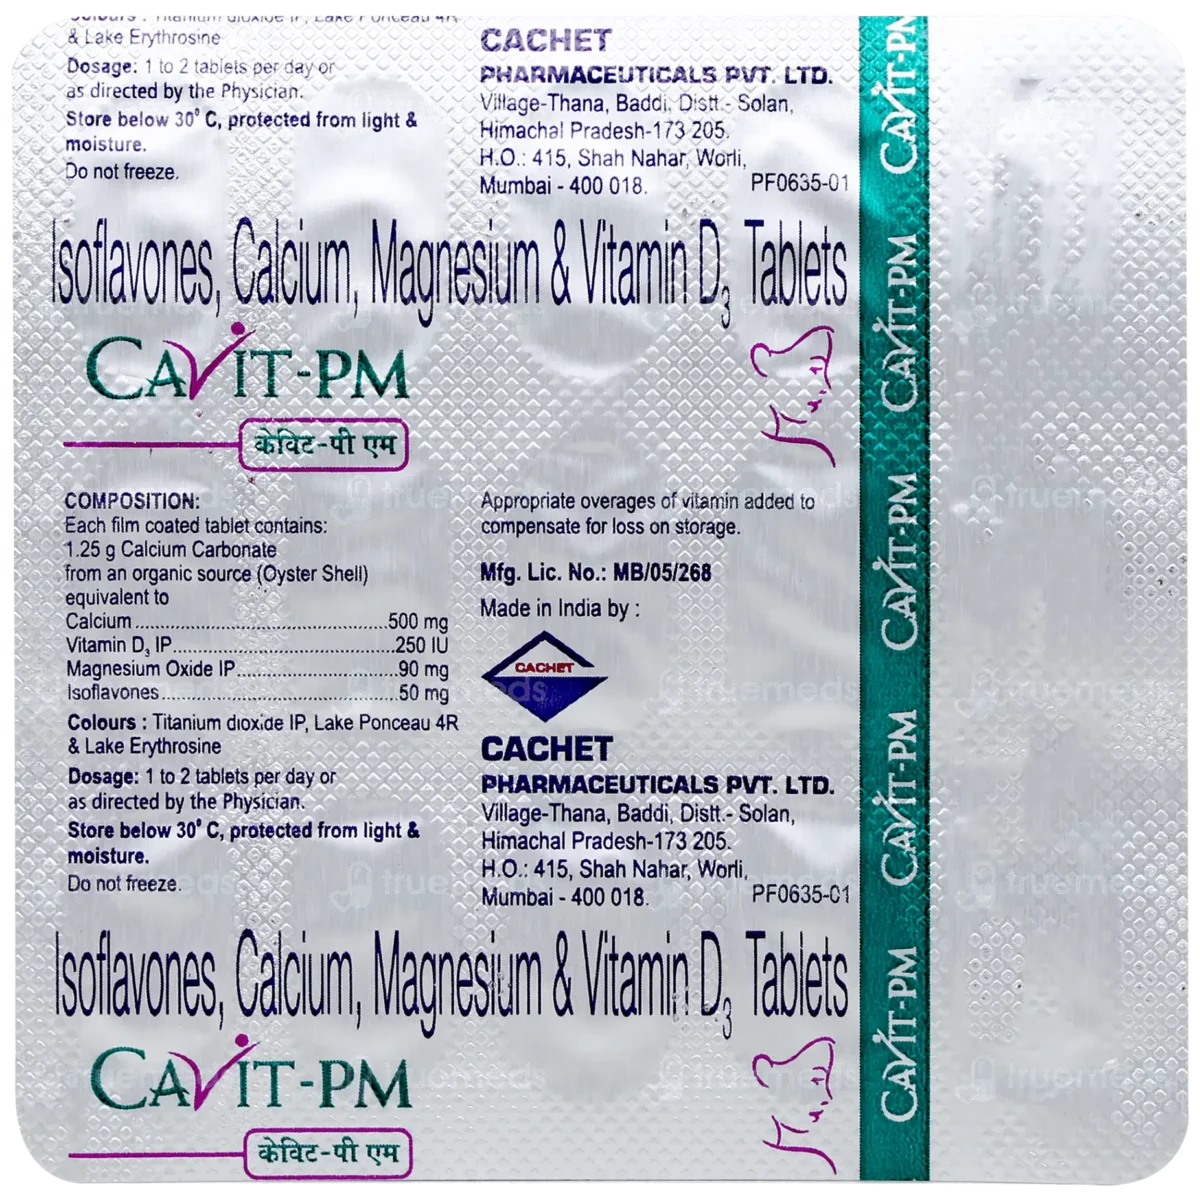 Colours : Titanium dioxide IP, Lake Ponceau 4R
& Lake Erythrosine
Dosage: 1 to 2 tablets per day or
as directed by the Physician.
Store below 30° C, protected from light &
moisture.
Do not freeze.
CACHET
PHARMACEUTICALS PVT. LTD.
Village-Thana, Baddi, Distt.- Solan,
Himachal Pradesh-173 205.
H.O.: 415, Shah Nahar, Worli,
Mumbai - 400 018. PF0635-01
Isoflavones, Calcium, Magnesium & Vitamin D3 Tablets
CAVIT-PM
केविट-पी एम
COMPOSITION:
Each film coated tablet contains:
1.25 g Calcium Carbonate
from an organic source (Oyster Shell)
equivalent to
Calcium..........................................500 mg
Vitamin D3 IP.....................................250 IU
Magnesium Oxide IP..........................90 mg
Isoflavones.......................................50 mg
Colours : Titanium dioxide IP, Lake Ponceau 4R
& Lake Erythrosine
Dosage: 1 to 2 tablets per day or
as directed by the Physician.
Store below 30° C, protected from light &
moisture.
Do not freeze.
Appropriate overages of vitamin added to
compensate for loss on storage.
Mfg. Lic. No.: MB/05/268
Made in India by :
CACHET
CACHET
PHARMACEUTICALS PVT. LTD.
Village-Thana, Baddi, Distt.- Solan,
Himachal Pradesh-173 205.
H.O.: 415, Shah Nahar, Worli,
Mumbai - 400 018. PF0635-01
Isoflavones, Calcium, Magnesium & Vitamin D3 Tablets
CAVIT-PM
केविट-पी एम
CAVIT-PM
CAVIT-PM
CAVIT-PM
CAVIT-PM
CAVIT-PM
truemeds